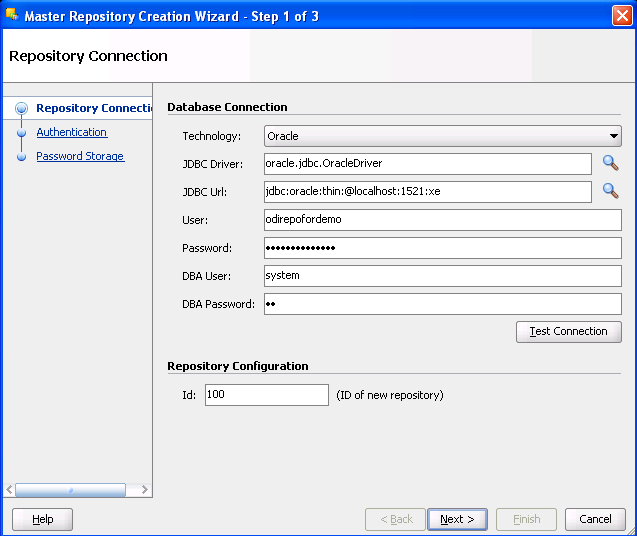 Master Repository Creation Wizard - Step 1 of 3
Repository Connection
Repository Connecti
Authentication
Password Storage
Database Connection
Technology: Oracle
JDBC Driver: oracle.jdbc.OracleDriver
JDBC Url: jdbc:oracle:thin:@localhost:1521:xe
User: odirepofordemo
Password: ••••••••••••••
DBA User: system
DBA Password: ••
Test Connection
Repository Configuration
Id: 100 (ID of new repository)
Help < Back Next > Finish Cancel